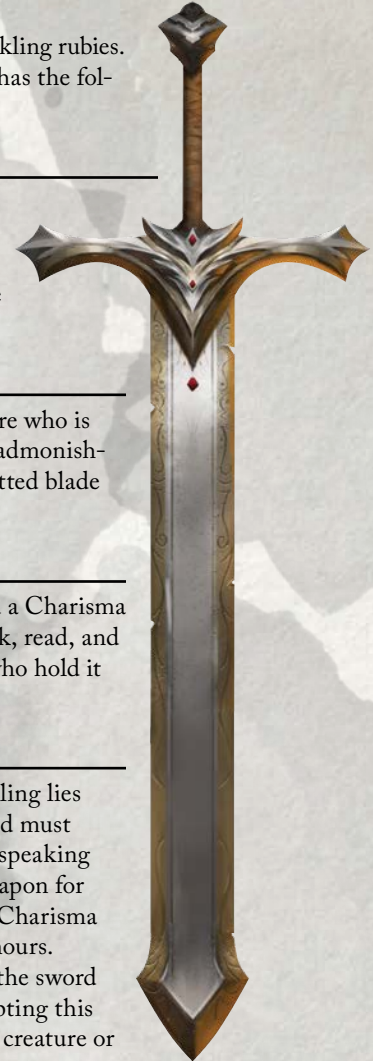 kling rubies.
has the fol-
re who is
admonish-
tted blade
a Charisma
k, read, and
who hold it
ling lies
d must
speaking
apon for
Charisma
hours.
the sword
pting this
creature or